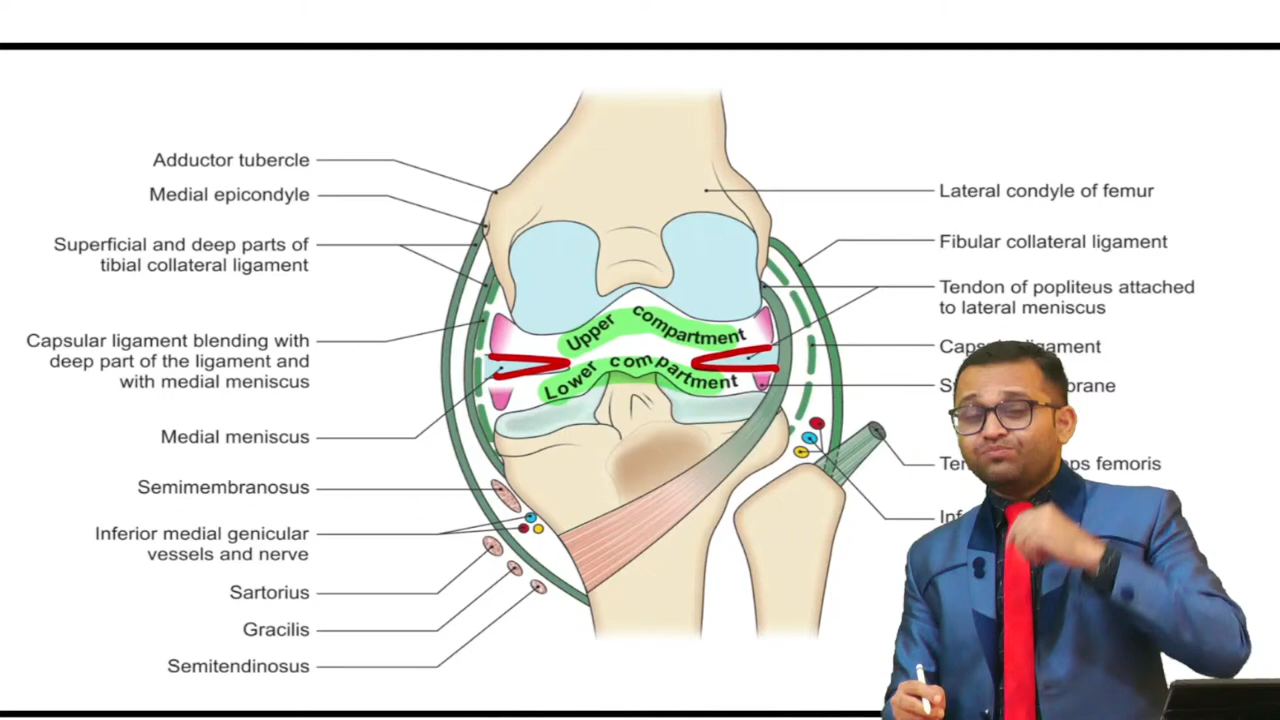 Adductor tubercle
Medial epicondyle
Superficial and deep parts of
tibial collateral ligament
Capsular ligament blending with
deep part of the ligament and
with medial meniscus
Medial meniscus
Semimembranosus
Inferior medial genicular
vessels and nerve
Sartorius
Gracilis
Semitendinosus
Upper compartment
Lower compartment
Lateral condyle of femur
Fibular collateral ligament
Tendon of popliteus attached
to lateral meniscus
ligament
femoris